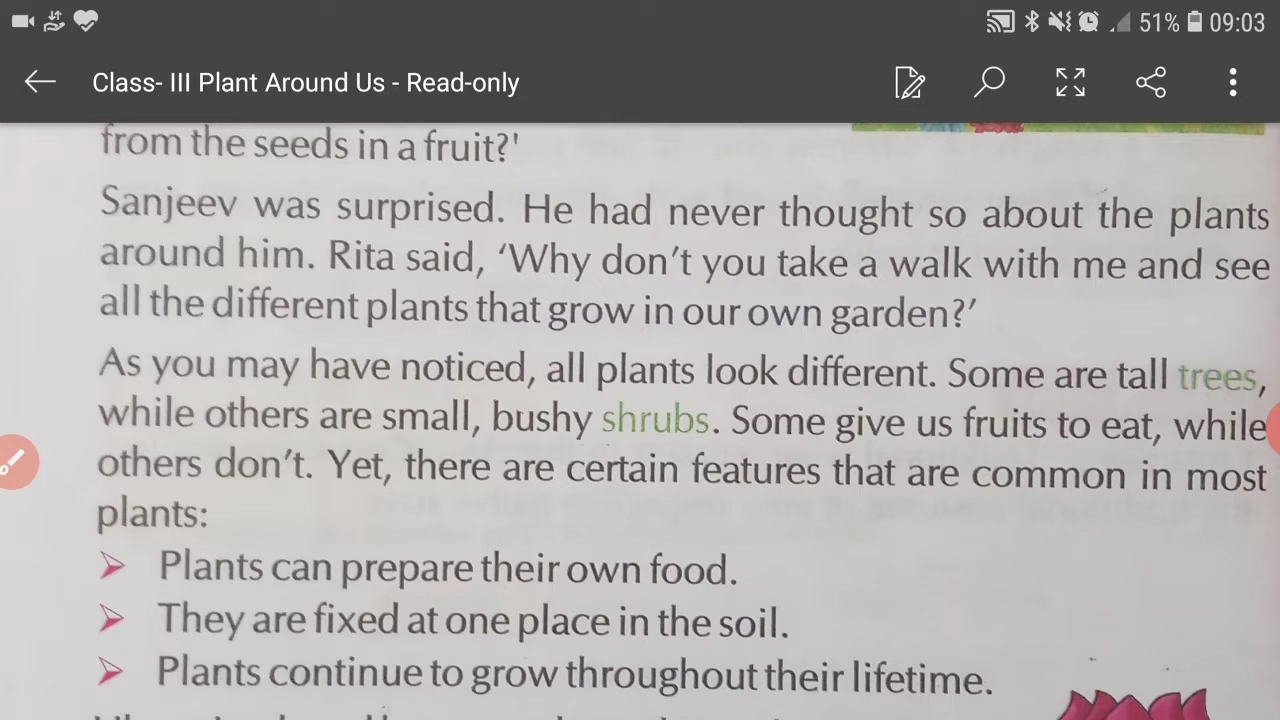 51% 09:03
Class- III Plant Around Us - Read-only
from the seeds in a fruit?'
Sanjeev was surprised. He had never thought so about the plants
around him. Rita said, ‘Why don’t you take a walk with me and see
all the different plants that grow in our own garden?’
As you may have noticed, all plants look different. Some are tall trees,
while others are small, bushy shrubs. Some give us fruits to eat, while
others don’t. Yet, there are certain features that are common in most
plants:
➢ Plants can prepare their own food.
➢ They are fixed at one place in the soil.
➢ Plants continue to grow throughout their lifetime.